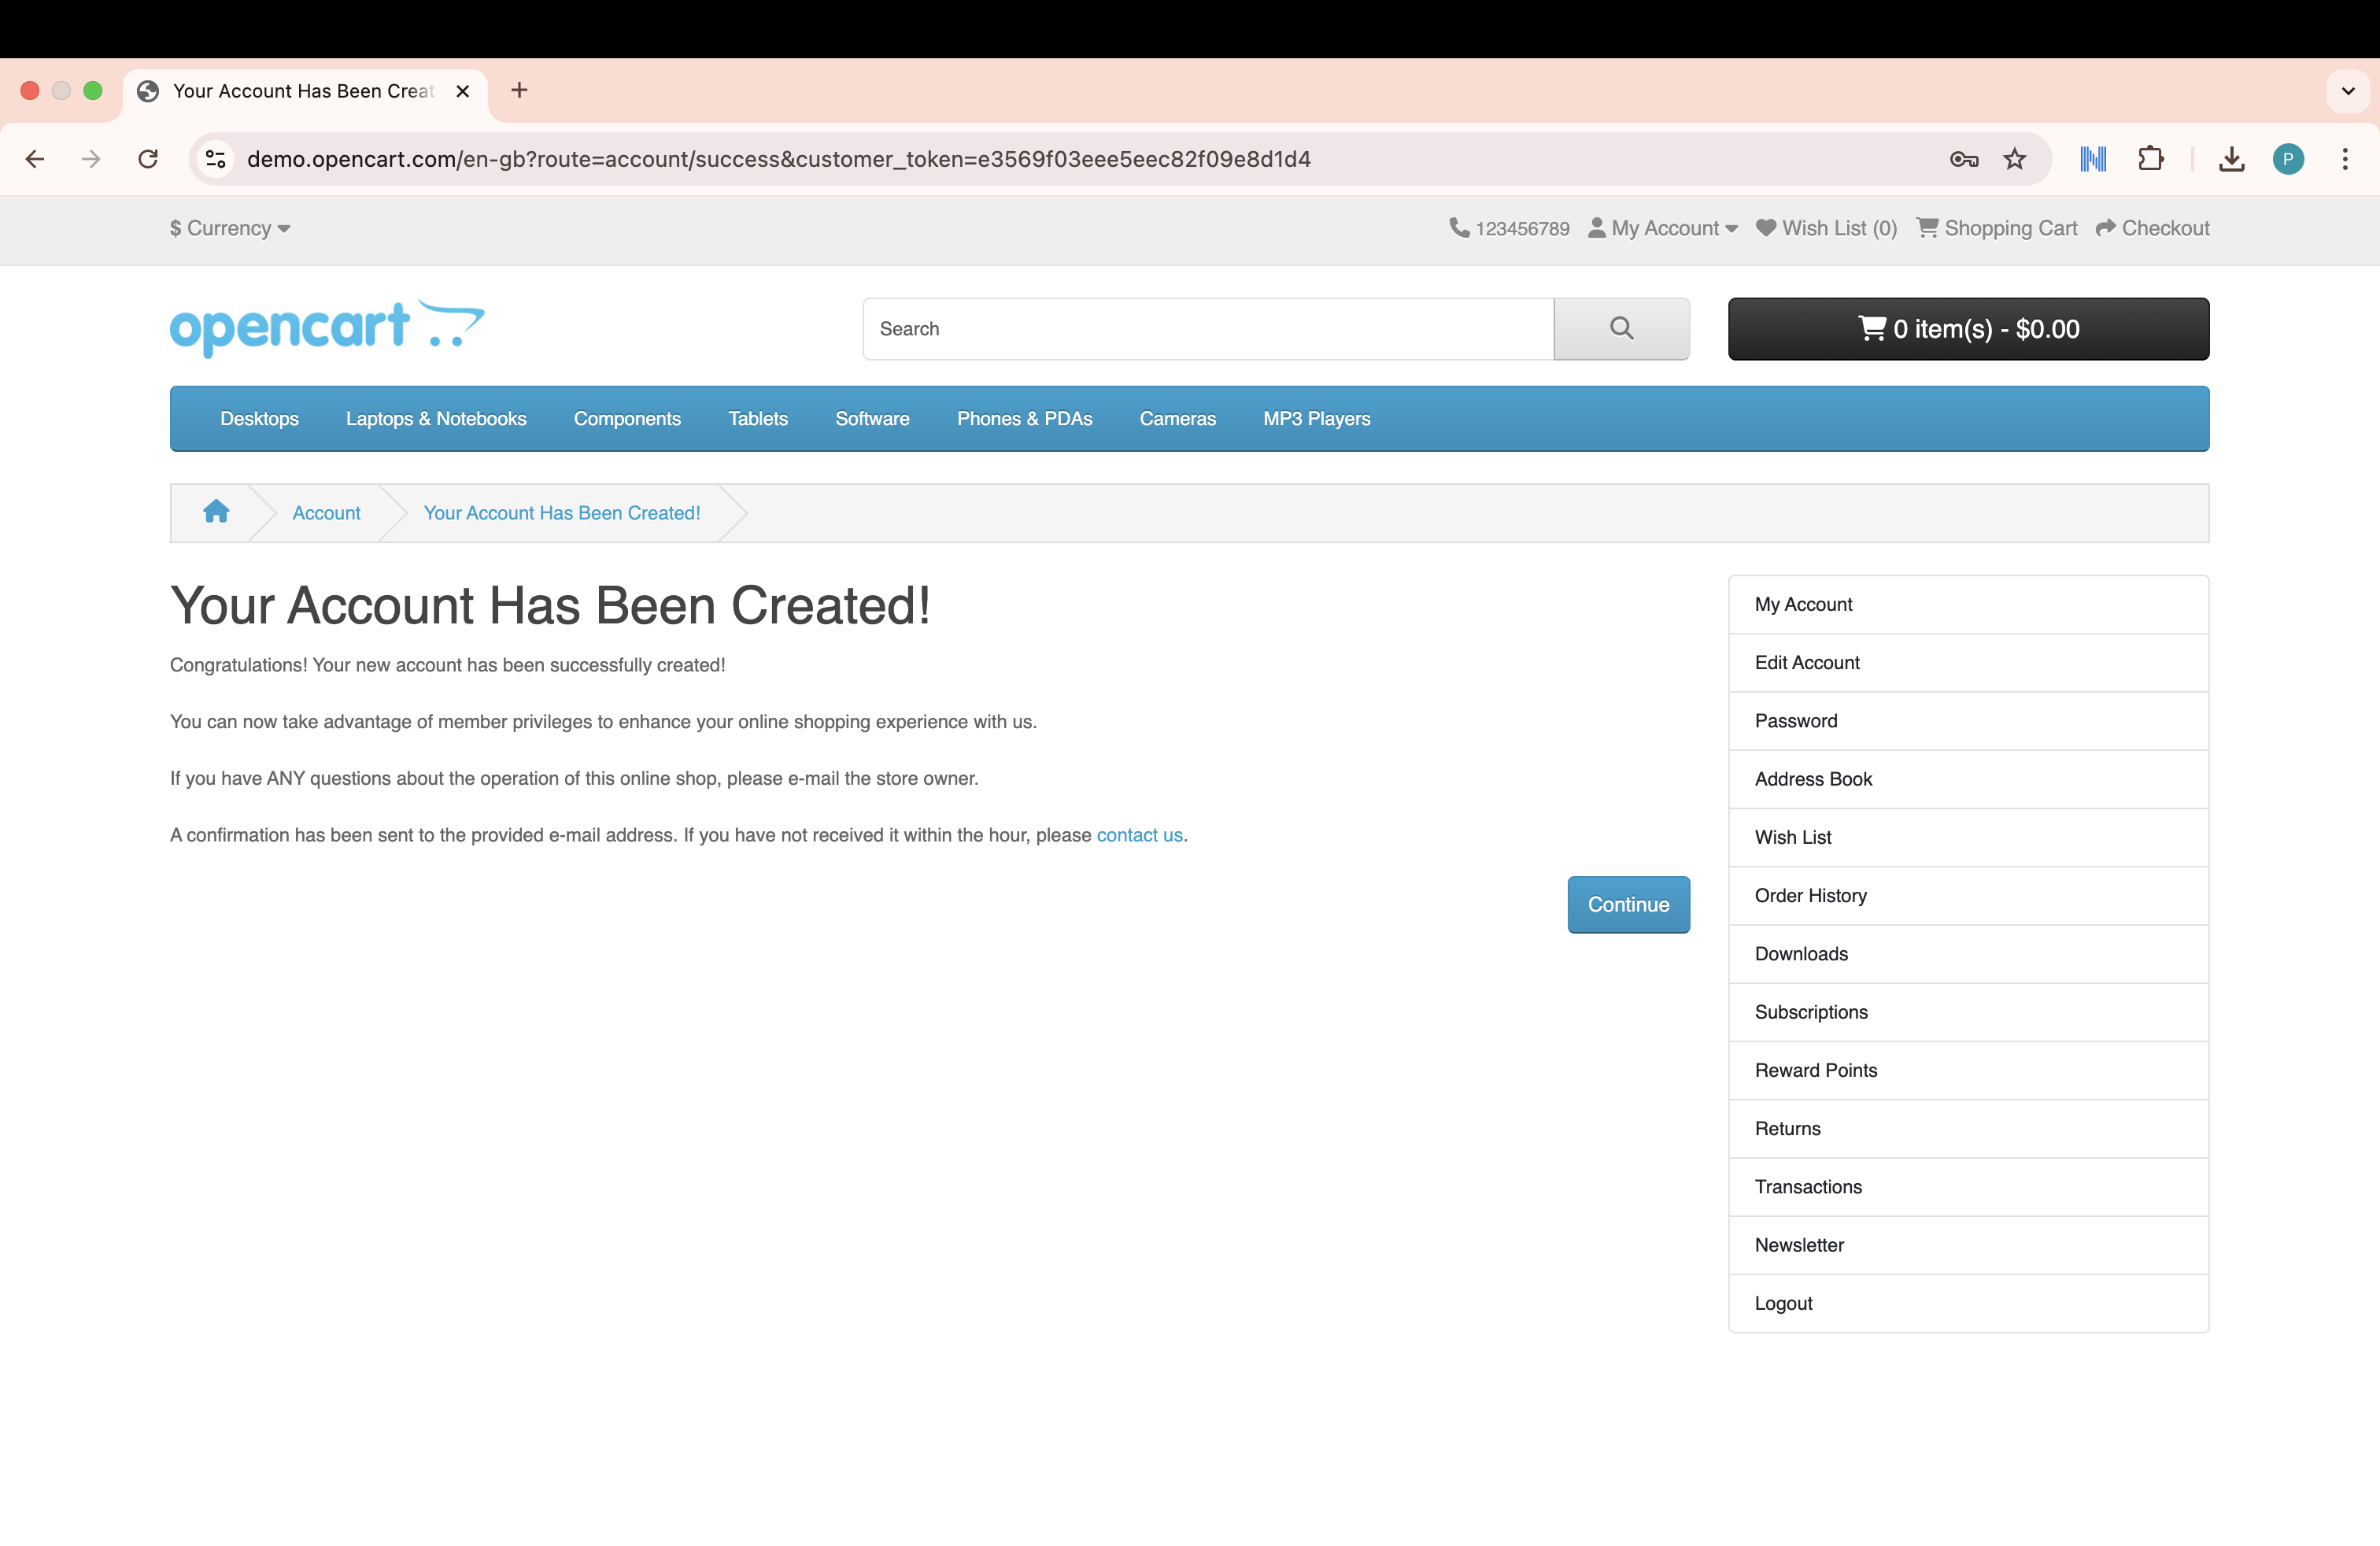 Your Account Has Been Creat
demo.opencart.com/en-gb?route=account/success&customer_token=e3569f03eee5eec82f09e8d1d4
P
$ Currency
123456789 My Account Wish List (0) Shopping Cart Checkout
opencart
Search
0 item(s) - $0.00
Desktops Laptops & Notebooks Components Tablets Software Phones & PDAs Cameras MP3 Players
Account Your Account Has Been Created!
Your Account Has Been Created!
Congratulations! Your new account has been successfully created!
You can now take advantage of member privileges to enhance your online shopping experience with us.
If you have ANY questions about the operation of this online shop, please e-mail the store owner.
A confirmation has been sent to the provided e-mail address. If you have not received it within the hour, please contact us.
Continue
My Account
Edit Account
Password
Address Book
Wish List
Order History
Downloads
Subscriptions
Reward Points
Returns
Transactions
Newsletter
Logout